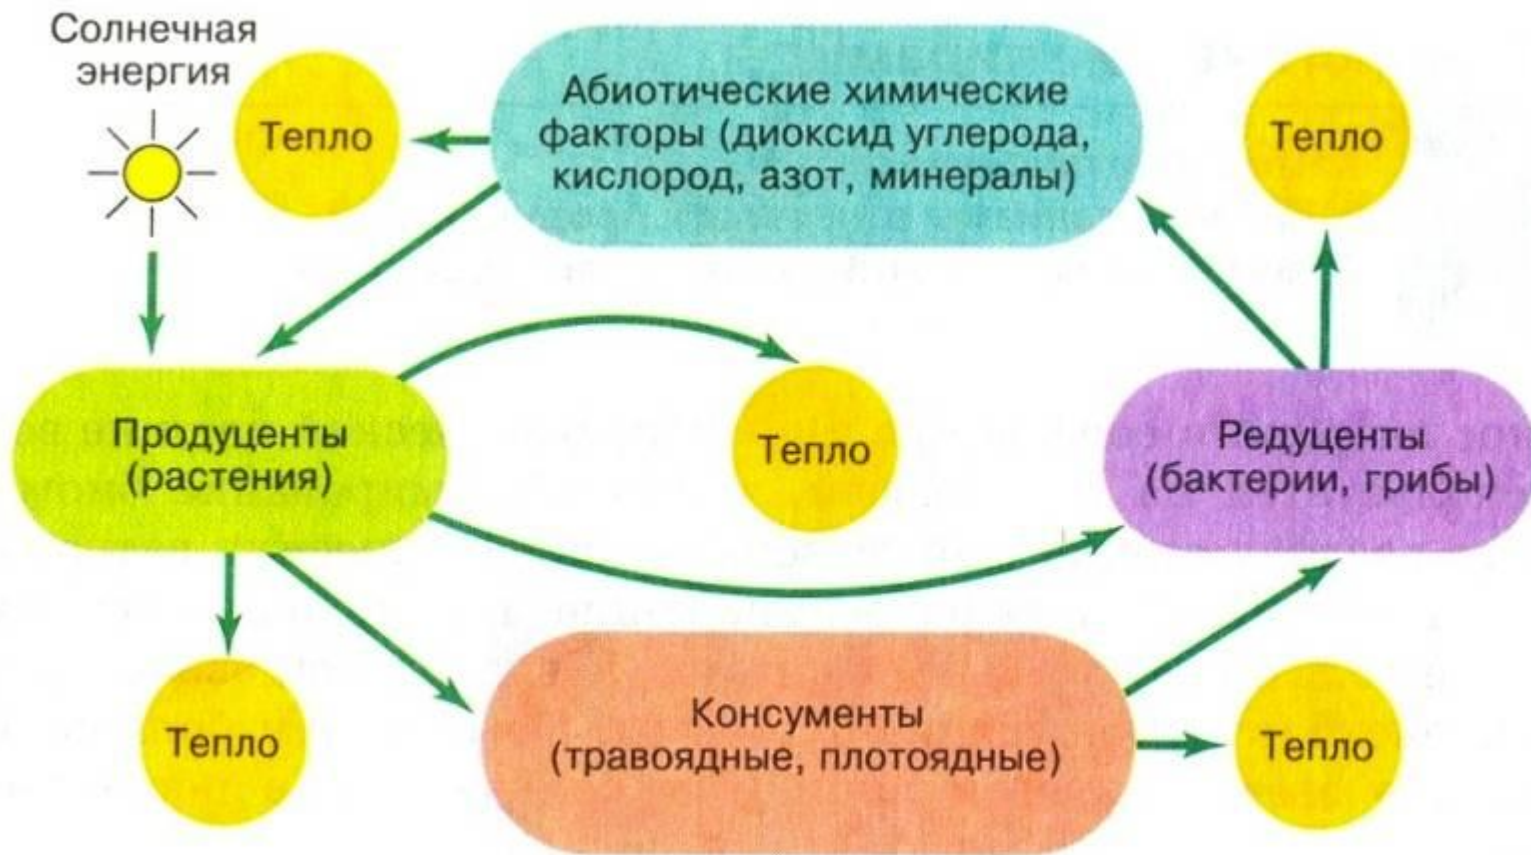 Солнечная
энергия
Тепло
Абиотические химические
факторы (диоксид углерода,
кислород, азот, минералы)
Тепло
Продуценты
(растения)
Тепло
Редуценты
(бактерии, грибы)
Тепло
Консументы
(травоядные, плотоядные)
Тепло